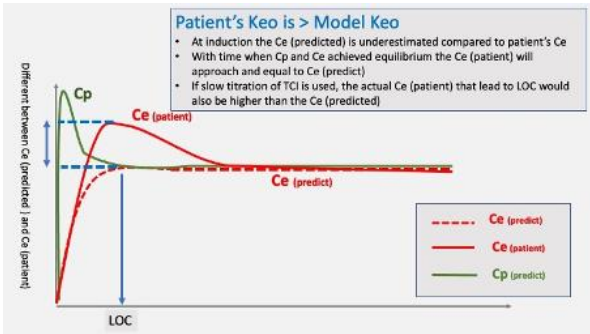 Patient's Keo is > Model Keo
• At induction the Ce (predicted) is underestimated compared to patient's Ce
• With time when Cp and Ce achieved equilibrium the Ce (patient) will
approach and equal to Ce (predict)
• If slow titration of TCI is used, the actual Ce (patient) that lead to LOC would
also be higher than the Ce (predicted)
Different between Ce
(predicted ) and Ce (patient)
Cp
Ce (patient)
Ce (predict)
LOC
Ce (predict)
Ce (patient)
Cp (predict)